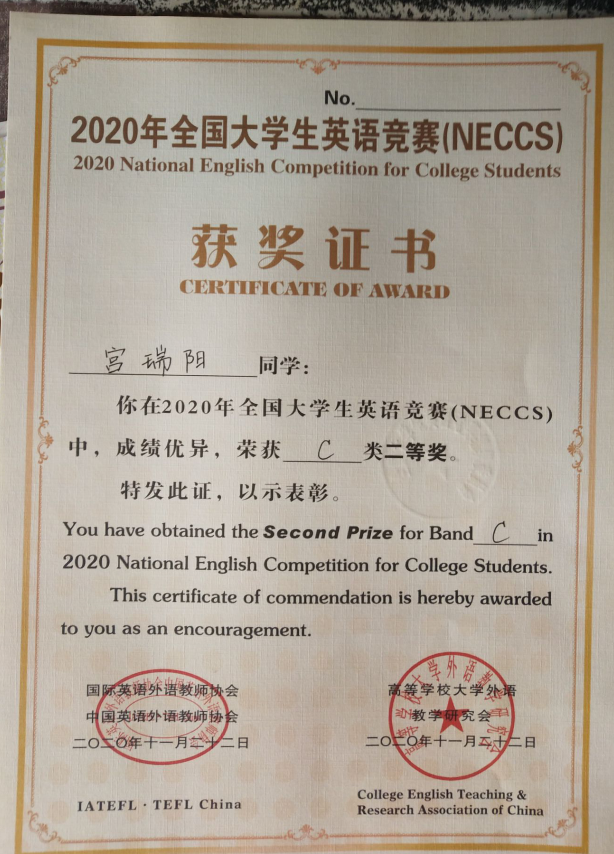 No.
2020年全国大学生英语竞赛(NECCS)
2020 National English Competition for College Students
获奖证书
CERTIFICATE OF AWARD
宫瑞阳 同学:
你在2020年全国大学生英语竞赛(NECCS)
中，成绩优异，荣获 C 类二等奖。
特发此证，以示表彰。
You have obtained the Second Prize for Band C in
2020 National English Competition for College Students.
This certificate of commendation is hereby awarded
to you as an encouragement.
国际英语外语教师协会
中国英语外语教师协会
二〇二〇年十一月二十二日
IATEFL · TEFL China
高等学校大学外语
教学研究会
二〇二〇年十一月二十二日
College English Teaching &
Research Association of China